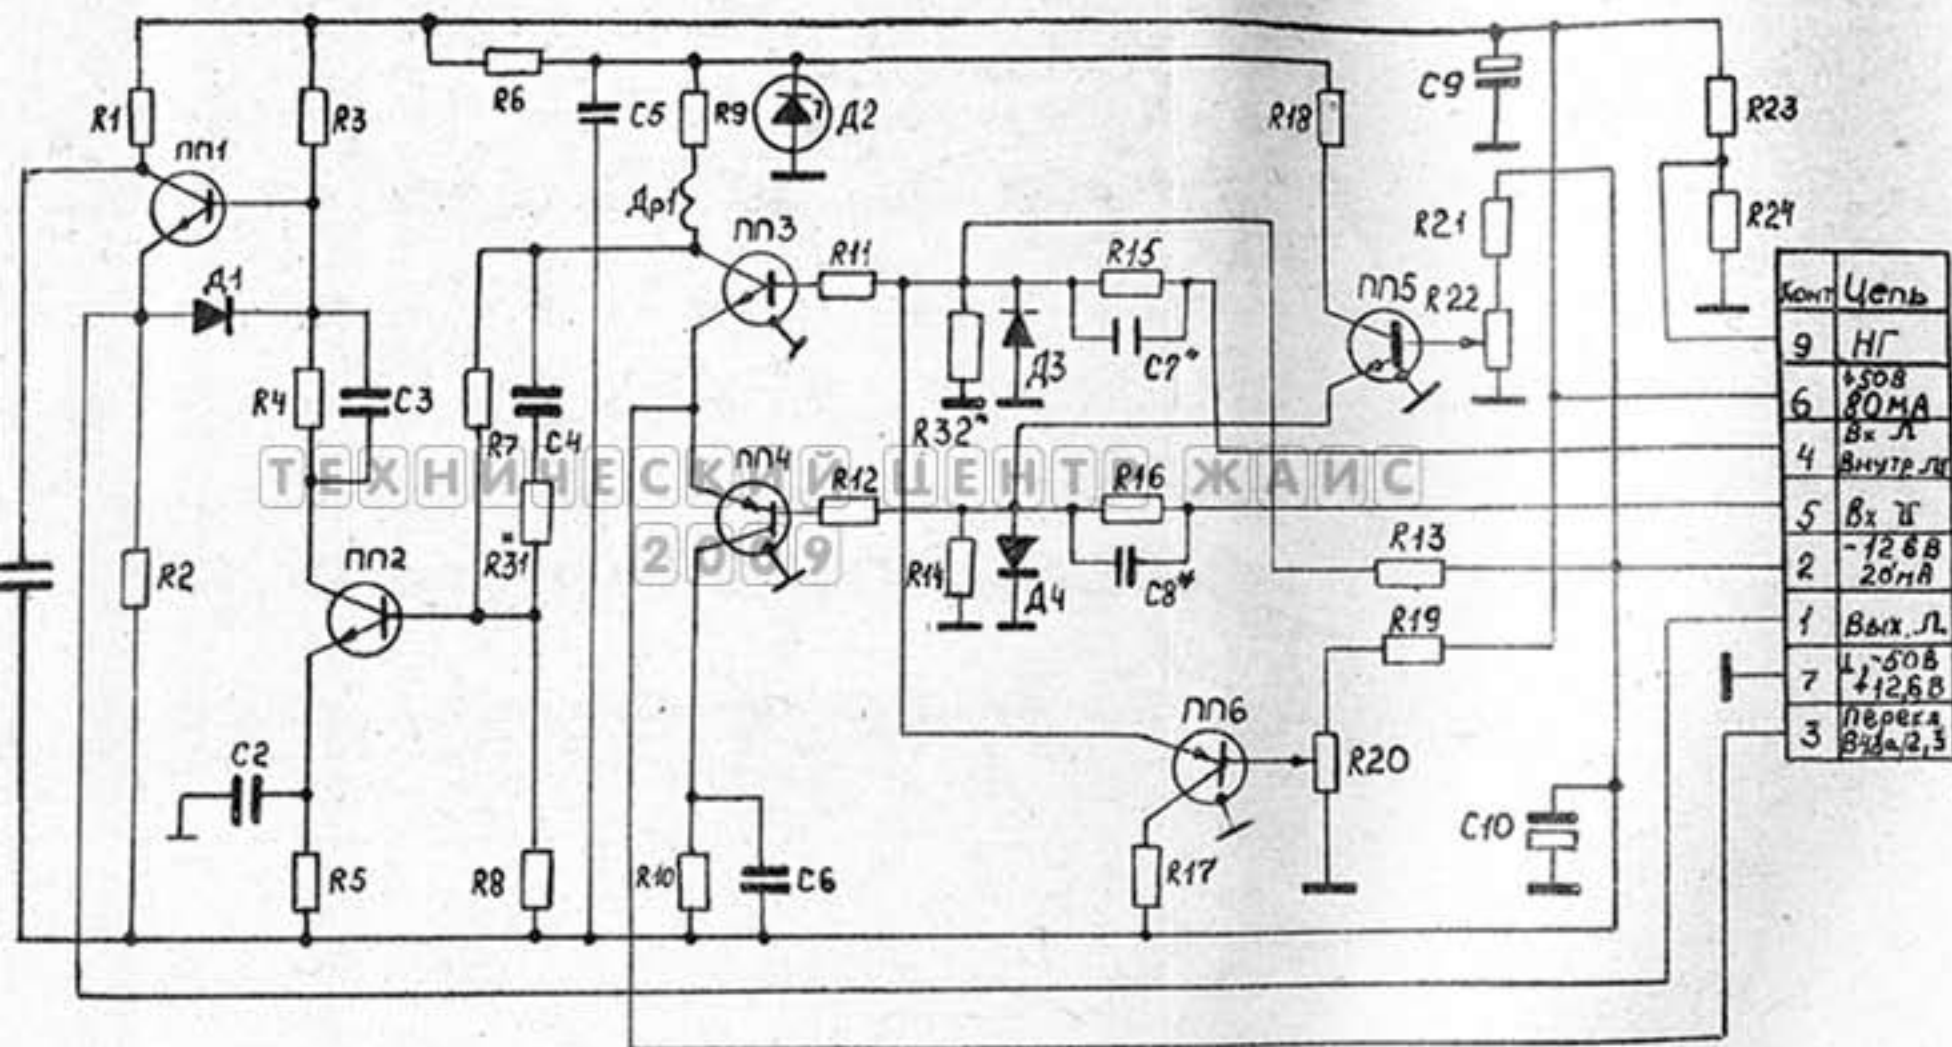 R1
ПП1
R3
R6
C5
R9
Д2
R18
C9
R23
Др1
R21
R24
Д1
ПП3
R11
R15
ПП5
R22
Конт Цепь
9 НГ
6 +50В 80МА
R4
C3
R7
C4
R32*
Д3
C7*
4 Вх Л
ТЕХНИЧЕСКИЙ ЦЕНТР ЖАИС
2009
ПП4
R12
R16
5 Вх
R2
ПП2
R31*
R14
Д4
C8*
R13
2 -12,6В 20мА
R19
1 Вых.
7 ⊥,-50В +12,6В
ПП6
R20
3
C2
C10
R5
R8
R10
C6
R17